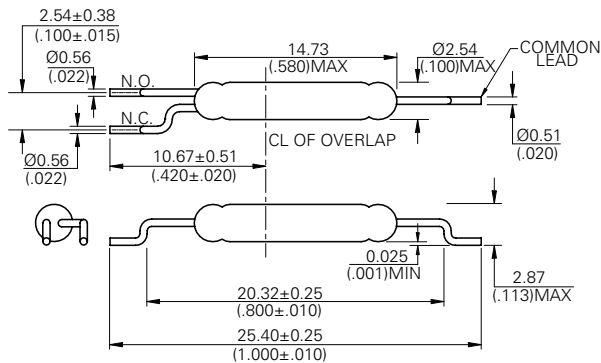 2.54±0.38
(.100±.015)
Ø0.56
(.022)
N.O.
N.C.
Ø0.56
(.022)
14.73
(.580)MAX
Ø2.54
(.100)MAX
COMMON
LEAD
Ø0.51
(.020)
CL OF OVERLAP
10.67±0.51
(.420±.020)
0.025
(.001)MIN
2.87
(.113)MAX
20.32±0.25
(.800±.010)
25.40±0.25
(1.000±.010)